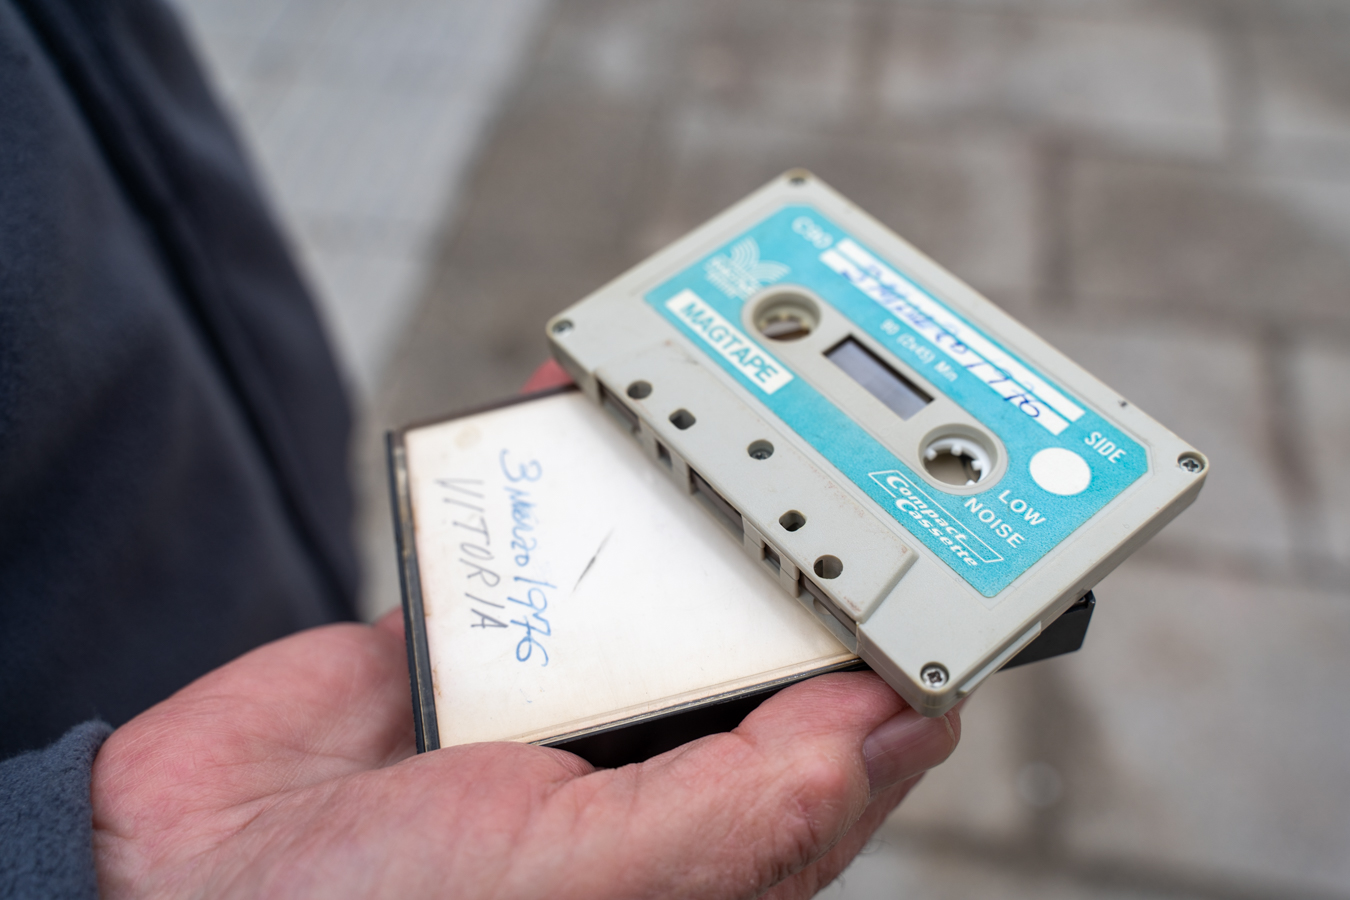 C90
MAGTAPE
90 (2x45) Min
SIDE
LOW
NOISE
Compact
Cassette
3 Marzo 1976
VITORIA